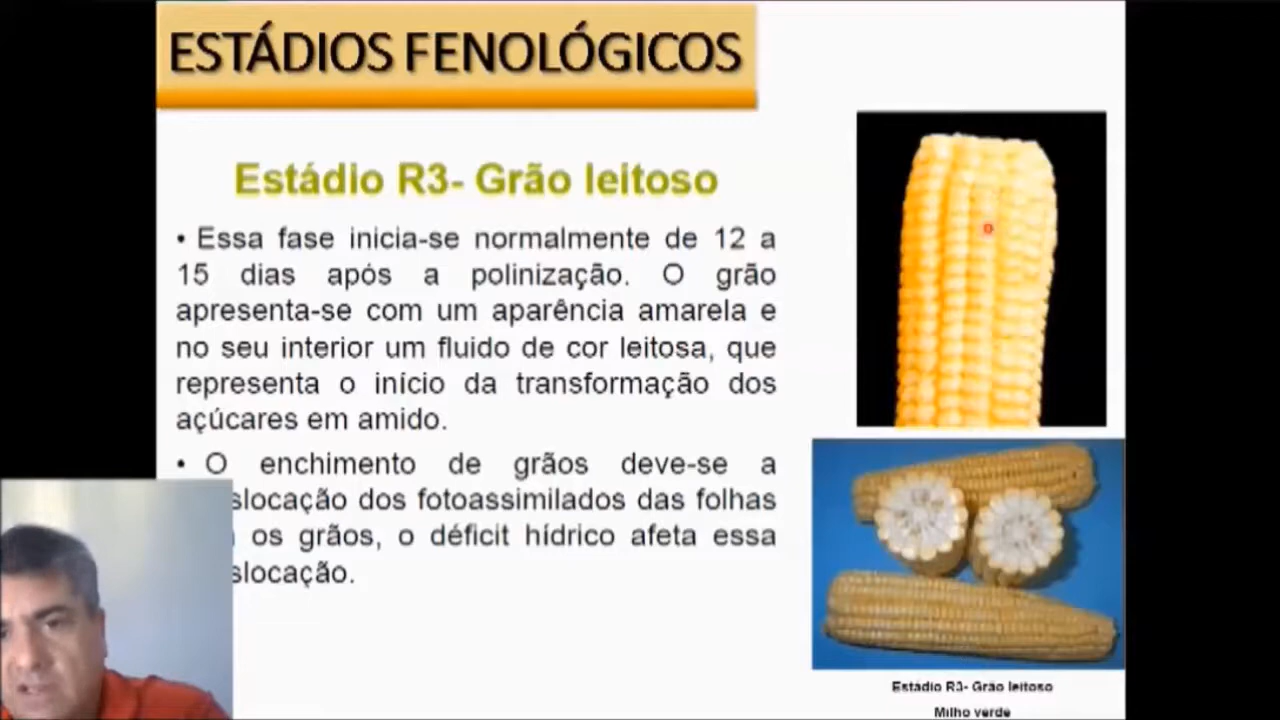 ESTÁDIOS FENOLÓGICOS
Estádio R3- Grão leitoso
• Essa fase inicia-se normalmente de 12 a
15 dias após a polinização. O grão
apresenta-se com um aparência amarela e
no seu interior um fluido de cor leitosa, que
representa o início da transformação dos
açúcares em amido.
• O enchimento de grãos deve-se a
slocação dos fotoassimilados das folhas
os grãos, o déficit hídrico afeta essa
slocação.
Estádio R3- Grão leitoso
Milho verde